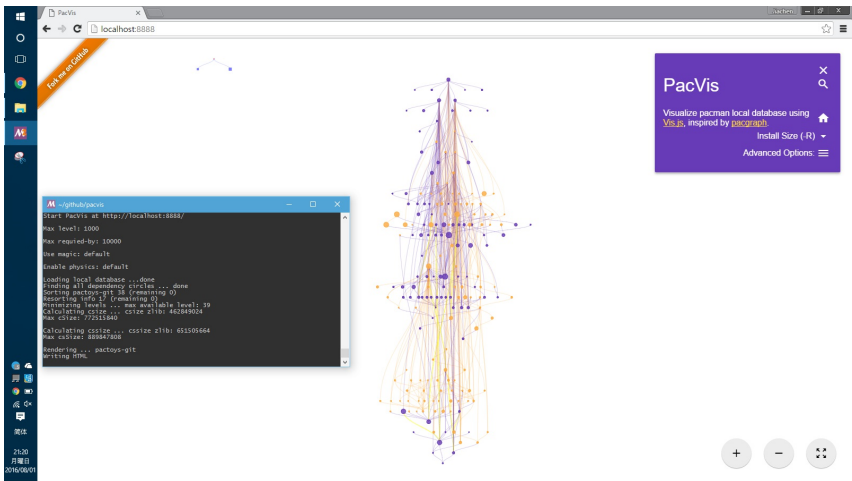 PacVis
localhost:8888
Fork me on GitHub
PacVis
Visualize pacman local database using
Vis.js, inspired by pacgraph.
Install Size (-R)
Advanced Options:
~/github/pacvis
Start PacVis at http://localhost:8888/
Max level: 1000
Max requied-by: 10000
Use magic: default
Enable physics: default
Loading local database ...done
Finding all dependency circles ... done
Sorting pactoys-git 38 (remaining 0)
Resorting info 17 (remaining 0)
Minimizing levels ... max available level: 39
Calculating csize ... csize zlib: 462849024
Max cSize: 772515840
Calculating cssize ... cssize zlib: 651505664
Max csSize: 889847808
Rendering ... pactoys-git
Writing HTML
简体
21:20
月曜日
2016/08/01